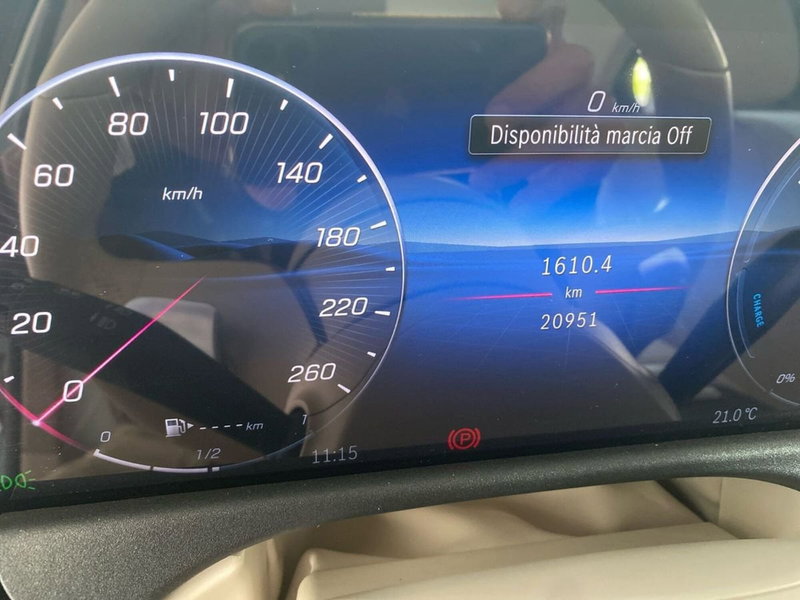 0 km/h
Disponibilità marcia Off
80
100
60
140
km/h
40
180
1610.4
km
20951
20
220
CHARGE
0
260
0%
---- km
0
1/2
1
11:15
P
21.0 °C